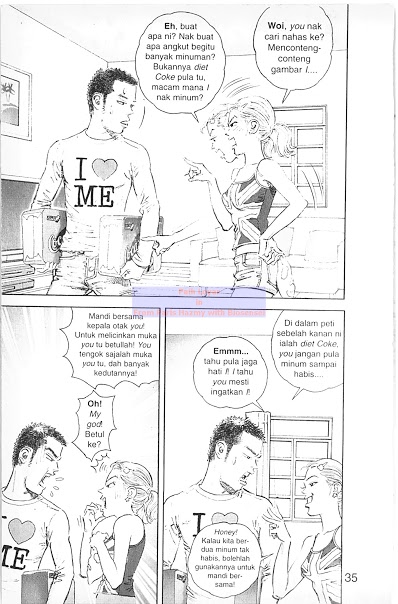 Woi, you nak
cari nahas ke?
Menconteng-
conteng
gambar I....
Eh, buat
apa ni? Nak buat
apa angkut begitu
banyak minuman?
Bukannya diet
Coke pula tu,
macam mana I
nak minum?
I
ME
Di dalam peti
sebelah kanan ni
ialah diet Coke,
you jangan pula
minum sampai
habis....
Emmm...
tahu pula jaga
hati I! I tahu
you mesti
ingatkan I!
Honey!
Kalau kita ber-
dua minum tak
habis, bolehlah
gunakannya untuk
mandi ber-
sama!
I
Mandi bersama
kepala otak you!
Untuk melicinkan muka
you tu betullah! You
tengok sajalah muka
you tu, dah banyak
kedutannya!
Oh!
My
god!
Betul
ke?
I
ME
35